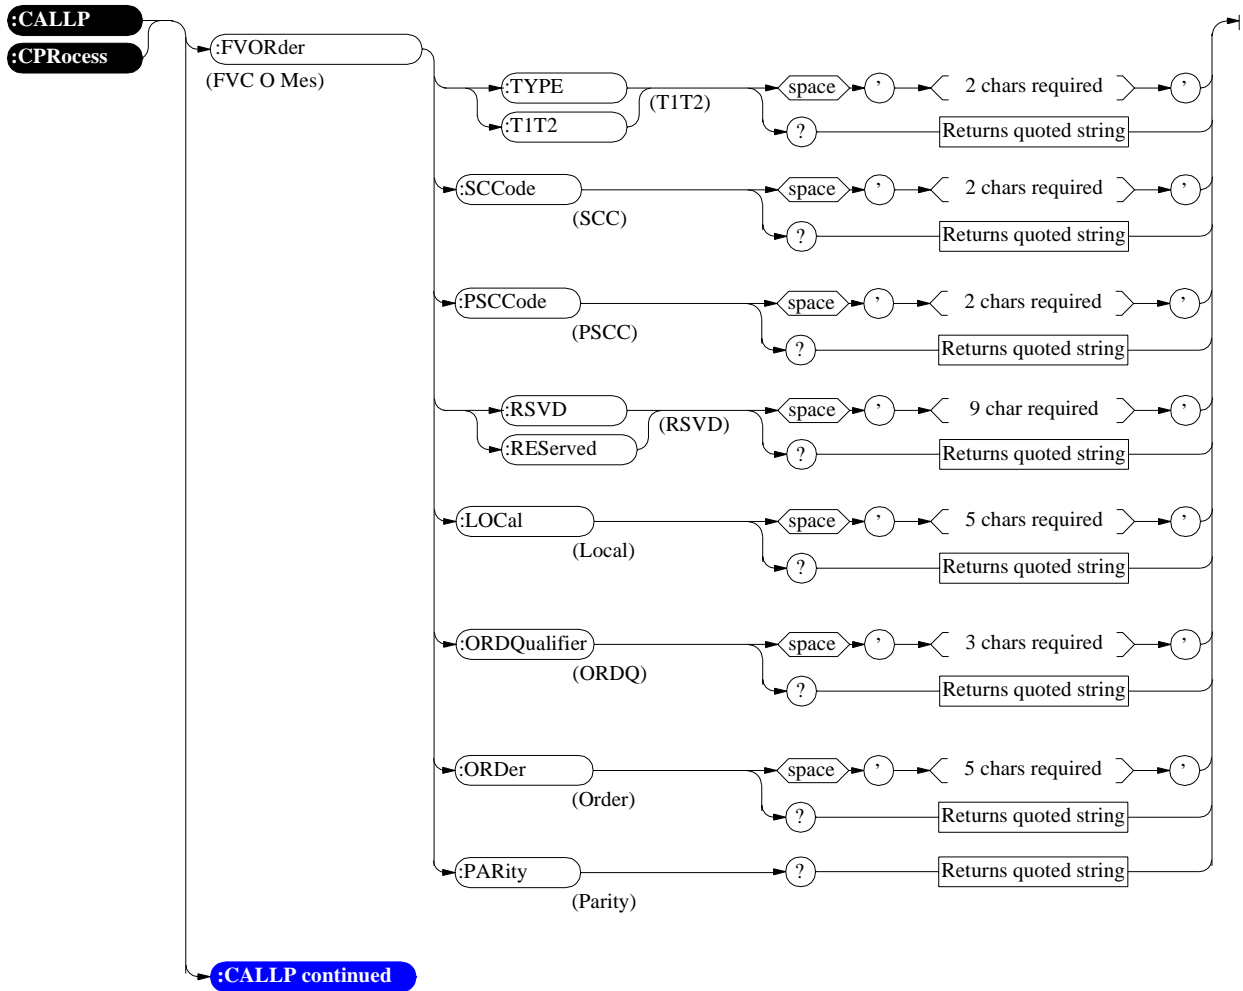 :CALLP
:CPRocess
:FVORder
(FVC O Mes)
:TYPE
:T1T2
(T1T2)
space ’ 2 chars required ’
? Returns quoted string
:SCCode
(SCC)
space ’ 2 chars required ’
? Returns quoted string
:PSCCode
(PSCC)
space ’ 2 chars required ’
? Returns quoted string
:RSVD
:REServed
(RSVD)
space ’ 9 char required ’
? Returns quoted string
:LOCal
(Local)
space ’ 5 chars required ’
? Returns quoted string
:ORDQualifier
(ORDQ)
space ’ 3 chars required ’
? Returns quoted string
:ORDer
(Order)
space ’ 5 chars required ’
? Returns quoted string
:PARity
(Parity)
? Returns quoted string
:CALLP continued